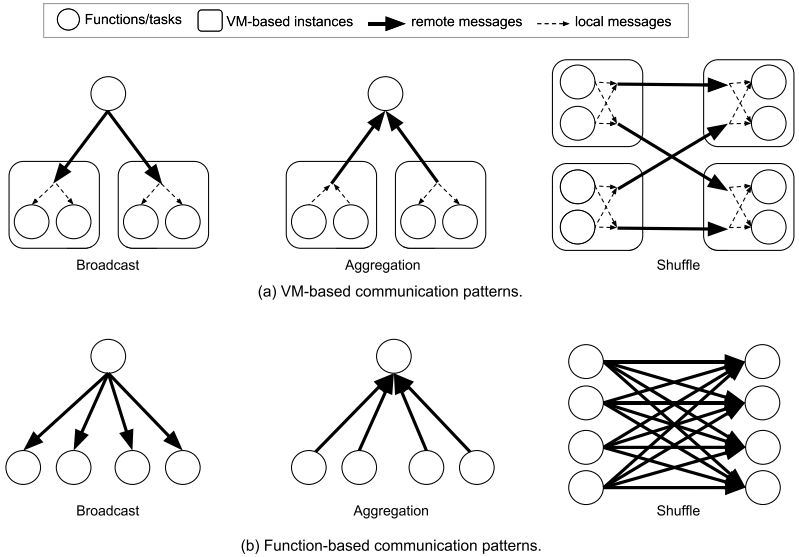 Functions/tasks VM-based instances remote messages local messages
Broadcast Aggregation Shuffle
(a) VM-based communication patterns.
Broadcast Aggregation Shuffle
(b) Function-based communication patterns.